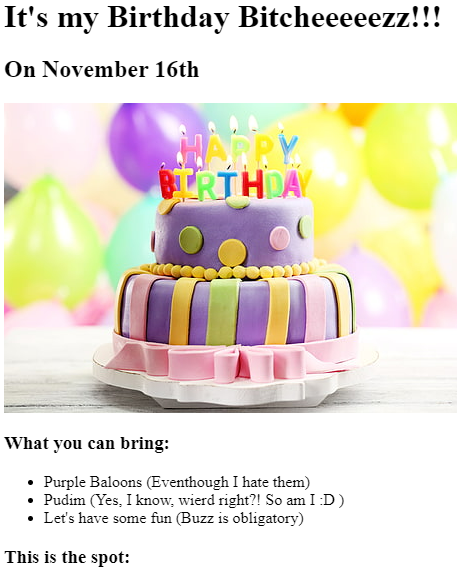 It's my Birthday Bitcheeeeezz!!!
On November 16th
HAPPY
BIRTHDAY
What you can bring:
Purple Baloons (Eventhough I hate them)
Pudim (Yes, I know, wierd right?! So am I :D )
Let's have some fun (Buzz is obligatory)
This is the spot: